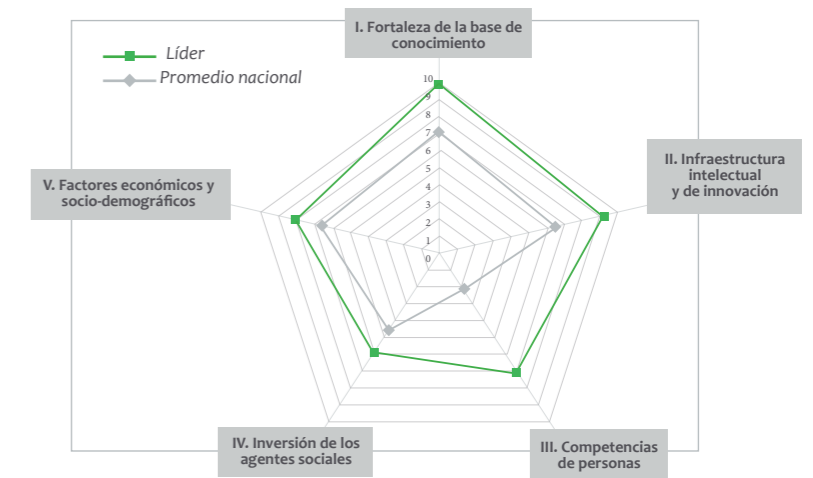 I. Fortaleza de la base de
conocimiento
Líder
Promedio nacional
10
9
8
7
6
5
4
3
2
1
0
II. Infraestructura
intelectual
y de innovación
V. Factores económicos y
socio-demográficos
IV. Inversión de los
agentes sociales
III. Competencias
de personas